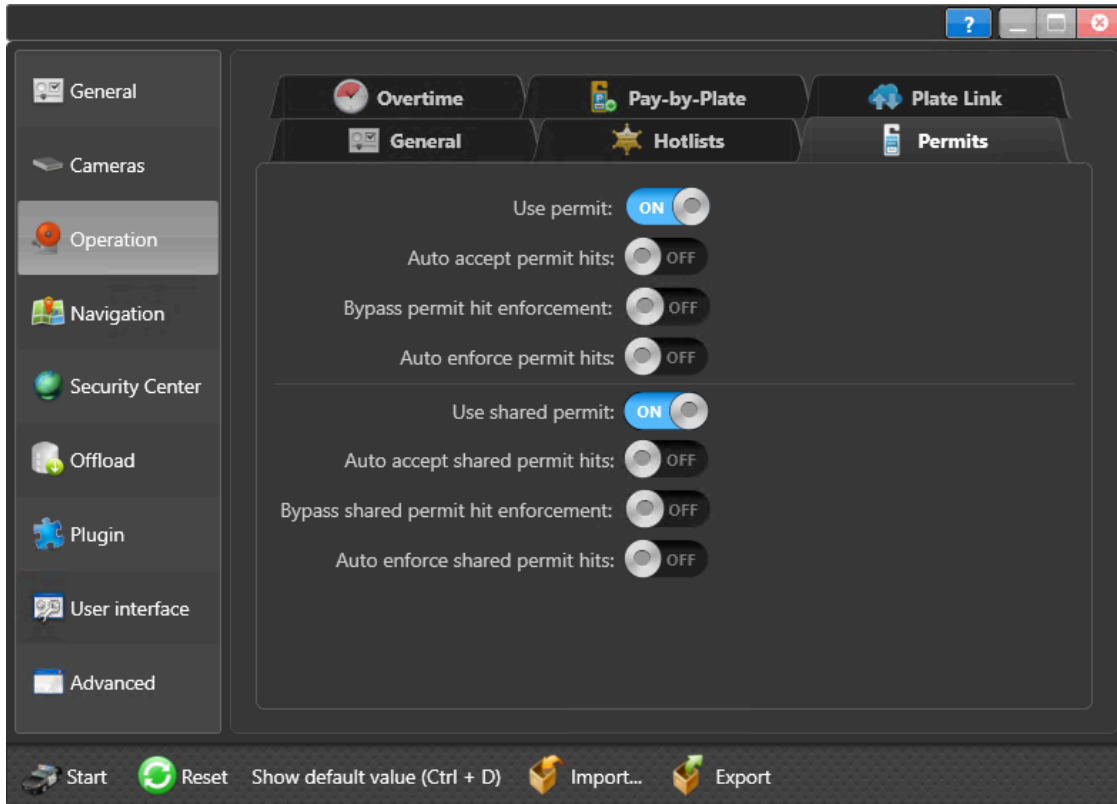 ?
General
Cameras
Operation
Navigation
Security Center
Offload
Plugin
User interface
Advanced
Overtime
Pay-by-Plate
Plate Link
General
Hotlists
Permits
Use permit: ON
Auto accept permit hits: OFF
Bypass permit hit enforcement: OFF
Auto enforce permit hits: OFF
Use shared permit: ON
Auto accept shared permit hits: OFF
Bypass shared permit hit enforcement: OFF
Auto enforce shared permit hits: OFF
Start Reset Show default value (Ctrl + D) Import... Export